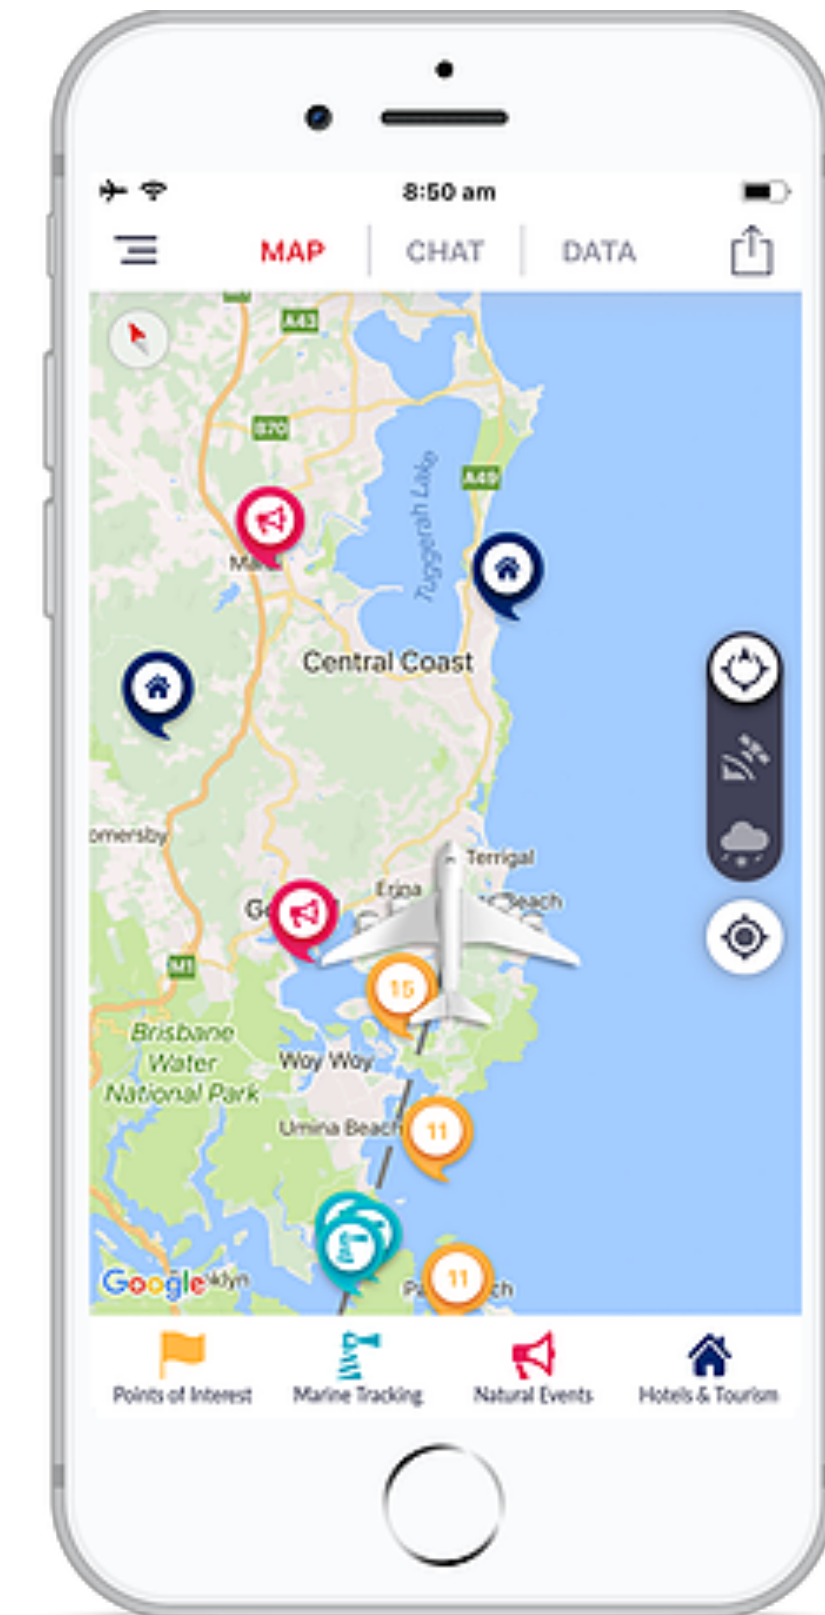 8:50 am
MAP
CHAT
DATA
A43
B70
A49
Tuggerah Lake
Central Coast
omersby
Terrigal
Erina
Beach
M1
15
Brisbane
Water
National Park
Woy Woy
Umina Beach
11
Google
klyn
11
Points of Interest
Marine Tracking
Natural Events
Hotels & Tourism